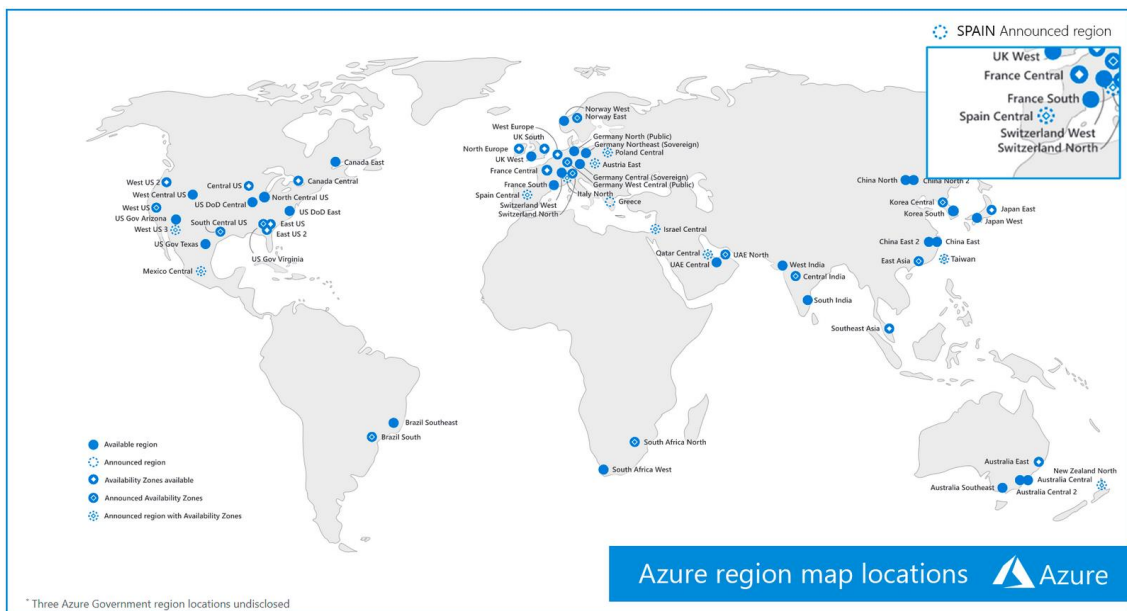 SPAIN Announced region
UK West
France Central
France South
Spain Central
Switzerland West
Switzerland North
Norway West
Norway East
West Europe
UK South
North Europe
UK West
France Central
France South
Spain Central
Switzerland West
Switzerland North
Germany North (Public)
Germany Northeast (Sovereign)
Poland Central
Austria East
Germany Central (Sovereign)
Germany West Central (Public)
Italy North
Greece
Israel Central
Qatar Central
UAE North
UAE Central
Canada East
West US 2
Central US
Canada Central
West Central US
North Central US
West US
US DoD Central
US DoD East
US Gov Arizona
South Central US
East US
West US 3
East US 2
US Gov Texas
US Gov Virginia
Mexico Central
China North
China North 2
Korea Central
Japan East
Korea South
Japan West
China East 2
China East
East Asia
Taiwan
West India
Central India
South India
Southeast Asia
Brazil Southeast
Brazil South
South Africa North
South Africa West
Australia East
New Zealand North
Australia Central
Australia Southeast
Australia Central 2
Available region
Announced region
Availability Zones available
Announced Availability Zones
Announced region with Availability Zones
Azure region map locations
Azure
* Three Azure Government region locations undisclosed